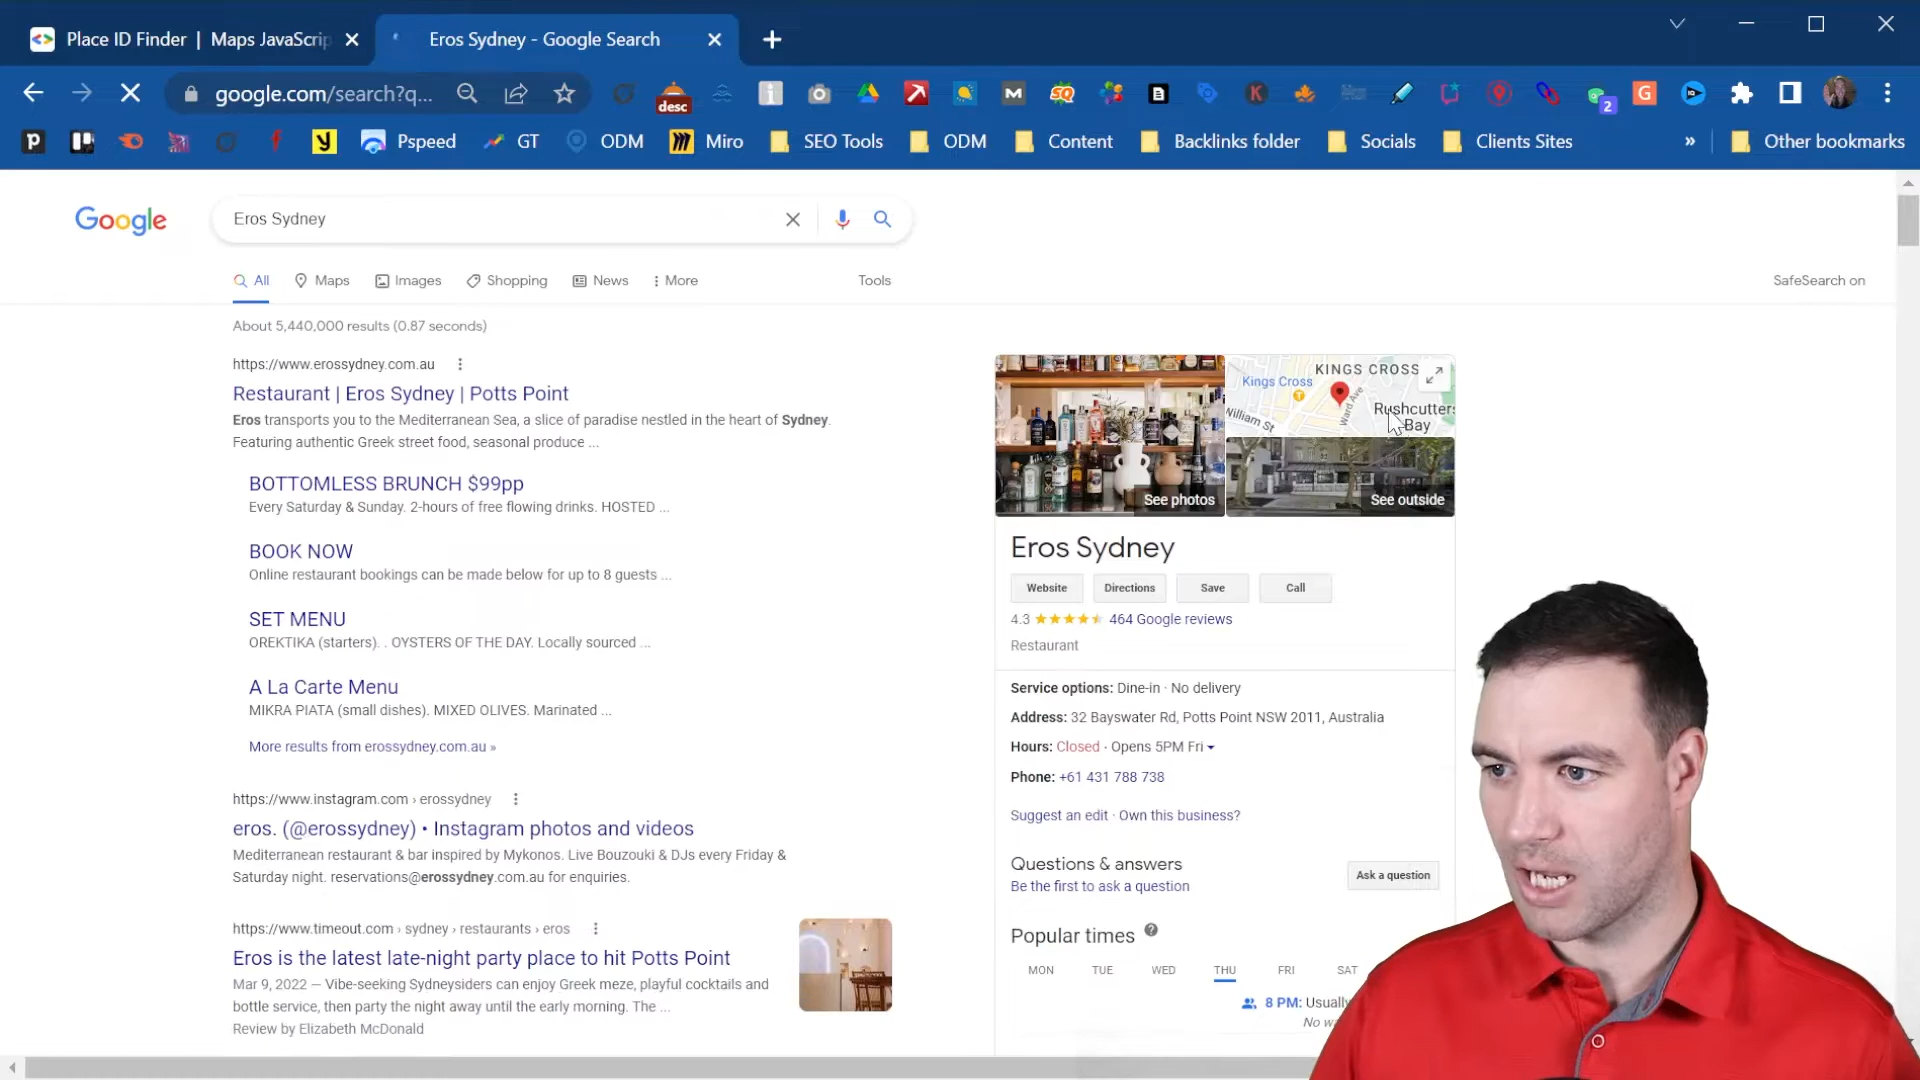 Place ID Finder | Maps JavaScrip
Eros Sydney - Google Search
google.com/search?q...
desc
SQ
2
Pspeed
GT
ODM
Miro
SEO Tools
ODM
Content
Backlinks folder
Socials
Clients Sites
»
Other bookmarks
Google
Eros Sydney
All
Maps
Images
Shopping
News
More
Tools
SafeSearch on
About 5,440,000 results (0.87 seconds)
https://www.erossydney.com.au
Restaurant | Eros Sydney | Potts Point
Eros transports you to the Mediterranean Sea, a slice of paradise nestled in the heart of Sydney.
Featuring authentic Greek street food, seasonal produce ...
BOTTOMLESS BRUNCH $99pp
Every Saturday & Sunday. 2-hours of free flowing drinks. HOSTED ...
BOOK NOW
Online restaurant bookings can be made below for up to 8 guests ...
SET MENU
OREKTIKA (starters). . OYSTERS OF THE DAY. Locally sourced ...
A La Carte Menu
MIKRA PIATA (small dishes). MIXED OLIVES. Marinated ...
More results from erossydney.com.au »
https://www.instagram.com › erossydney
eros. (@erossydney) • Instagram photos and videos
Mediterranean restaurant & bar inspired by Mykonos. Live Bouzouki & DJs every Friday &
Saturday night. reservations@erossydney.com.au for enquiries.
https://www.timeout.com › sydney › restaurants › eros
Eros is the latest late-night party place to hit Potts Point
Mar 9, 2022 — Vibe-seeking Sydneysiders can enjoy Greek meze, playful cocktails and
bottle service, then party the night away until the early morning. The ...
Review by Elizabeth McDonald
KINGS CROSS
Kings Cross
William St
Ward Ave
Rushcutters
Bay
See photos
See outside
Eros Sydney
Website
Directions
Save
Call
4.3
464 Google reviews
Restaurant
Service options: Dine-in · No delivery
Address: 32 Bayswater Rd, Potts Point NSW 2011, Australia
Hours: Closed · Opens 5PM Fri
Phone: +61 431 788 738
Suggest an edit · Own this business?
Questions & answers
Be the first to ask a question
Ask a question
Popular times
MON
TUE
WED
THU
FRI
SAT
8 PM: Usually
No